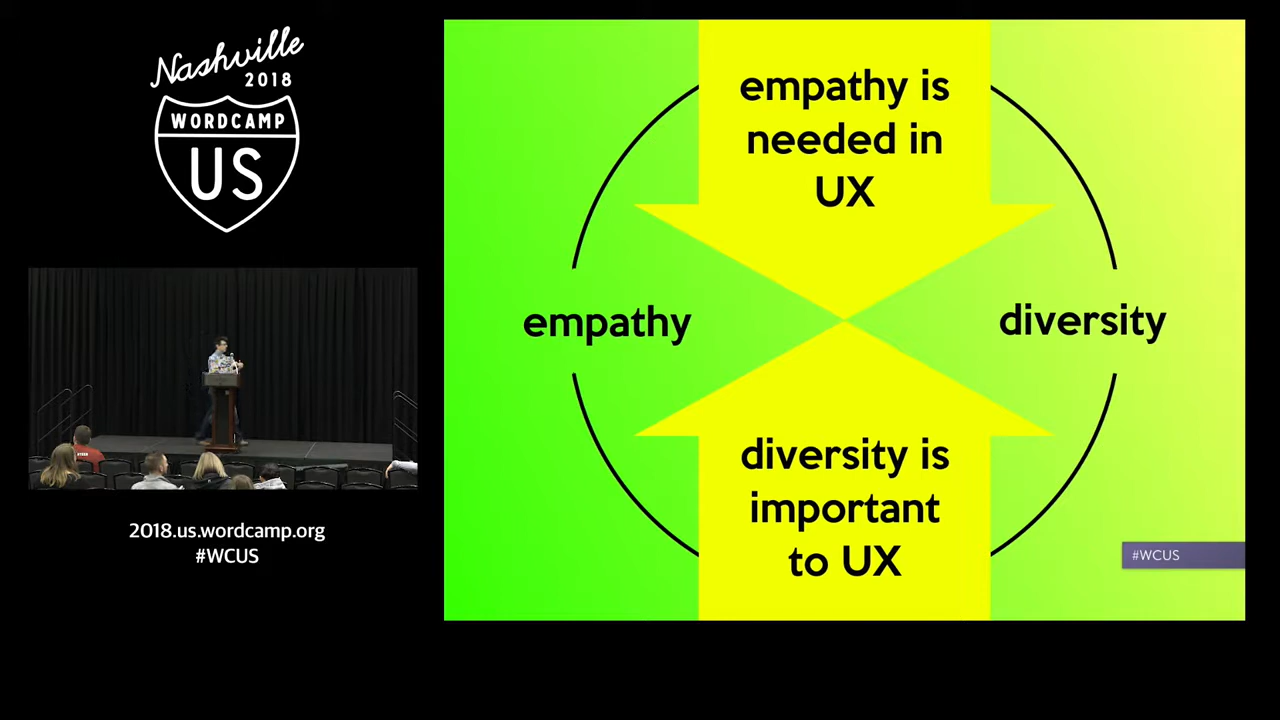 Nashville
2018
WORDCAMP
US
2018.us.wordcamp.org
#WCUS
empathy is
needed in
UX
empathy
diversity
diversity is
important
to UX
#WCUS